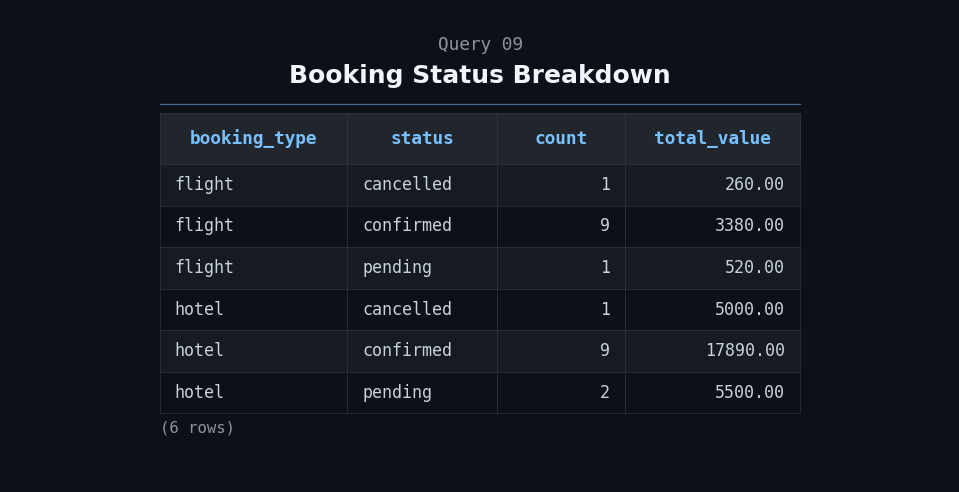 Query 09
Booking Status Breakdown
booking_type status count total_value
flight cancelled 1 260.00
flight confirmed 9 3380.00
flight pending 1 520.00
hotel cancelled 1 5000.00
hotel confirmed 9 17890.00
hotel pending 2 5500.00
(6 rows)